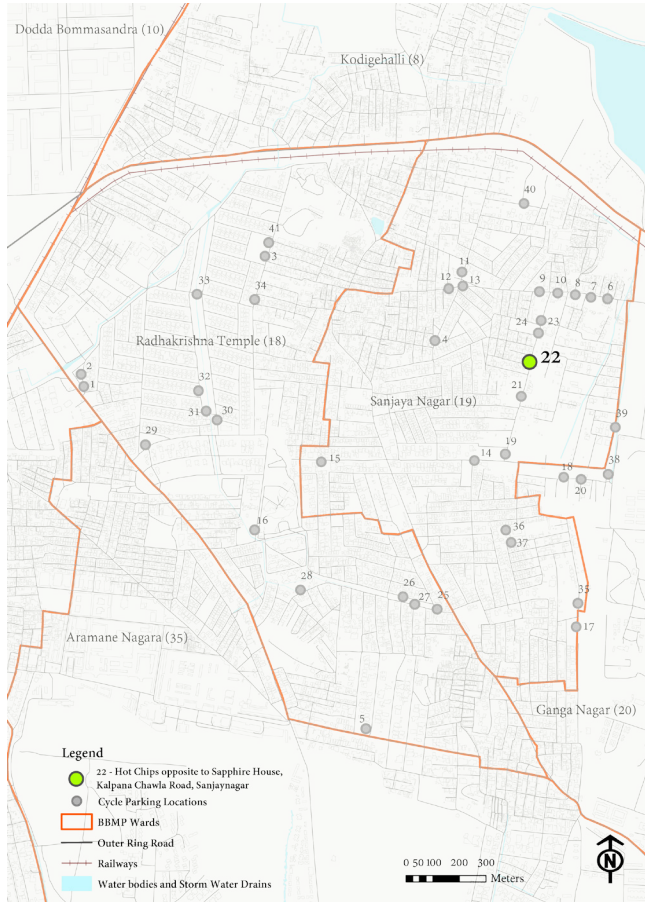 Dodda Bommasandra (10)
Kodigehalli (8)
40
41
3
11
12
13
33
34
9
10
8
7
6
24
23
Radhakrishna Temple (18)
4
22
2
1
32
21
Sanjaya Nagar (19)
31
30
39
29
19
15
14
18
20
38
16
36
37
28
26
27
25
35
17
Aramane Nagara (35)
Ganga Nagar (20)
5
Legend
22 - Hot Chips opposite to Sapphire House,
Kalpana Chawla Road, Sanjaynagar
Cycle Parking Locations
BBMP Wards
Outer Ring Road
Railways
Water bodies and Storm Water Drains
0 50 100 200 300
Meters
N